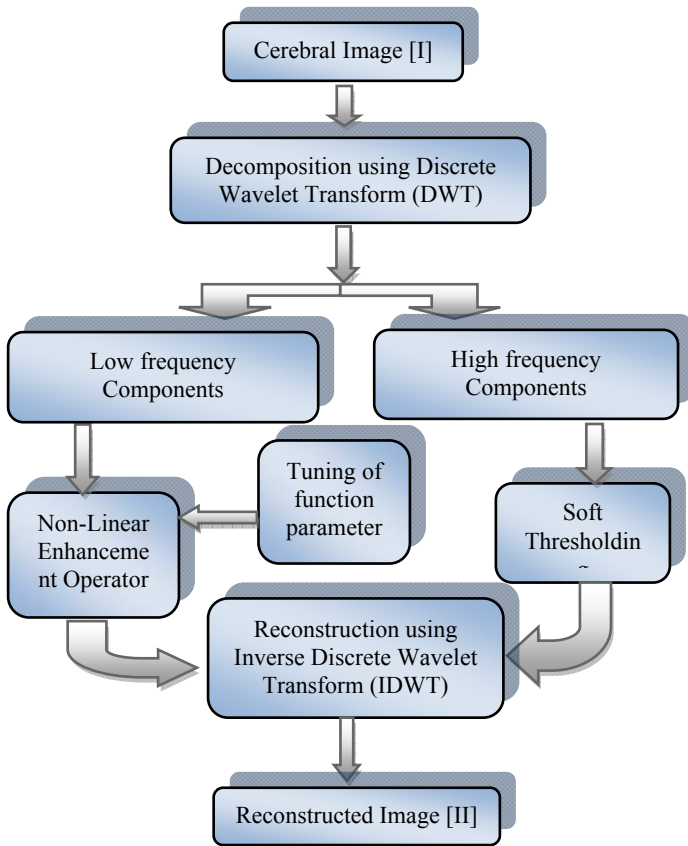 Cerebral Image [I]
Decomposition using Discrete
Wavelet Transform (DWT)
Low frequency
Components
High frequency
Components
Tuning of
function
parameter
Non-Linear
Enhanceme
nt Operator
Soft
Thresholdin
g
Reconstruction using
Inverse Discrete Wavelet
Transform (IDWT)
Reconstructed Image [II]